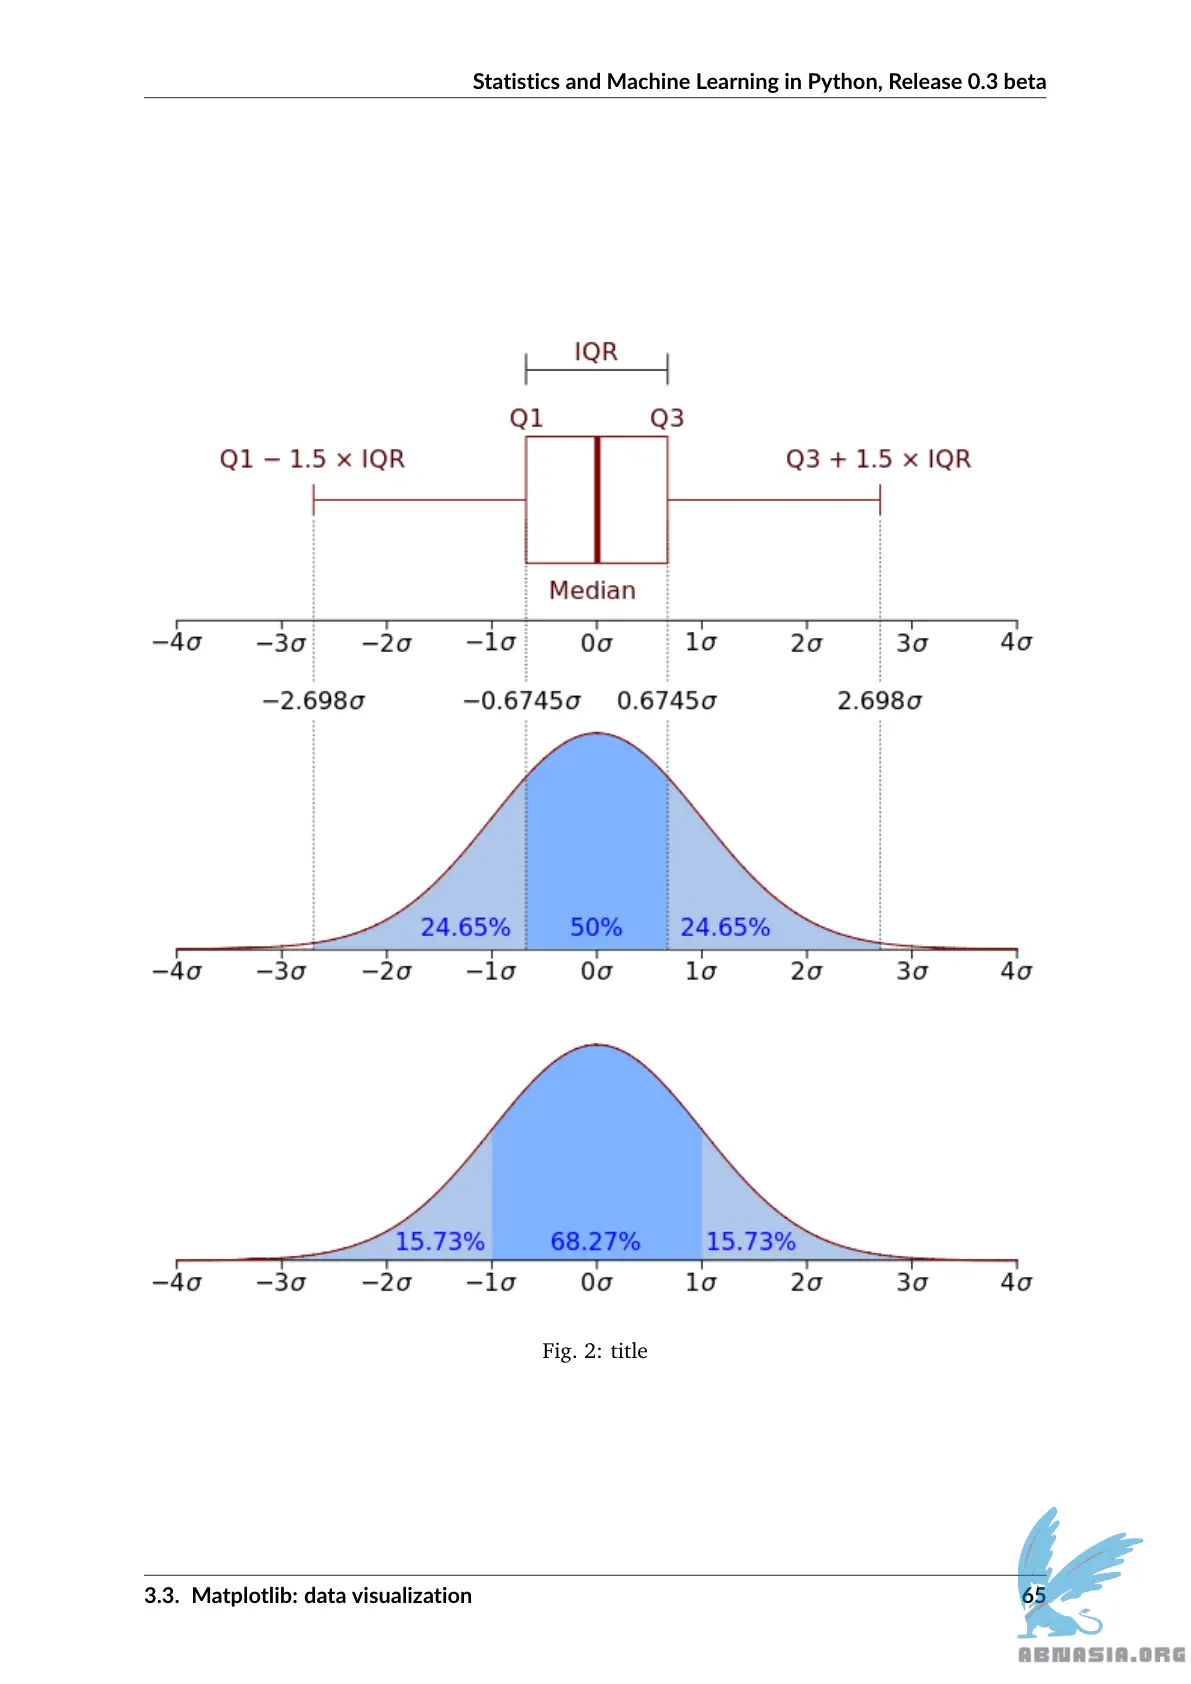 Statistics and Machine Learning in Python, Release 0.3 beta
IQR
Q1 Q3
Q1 − 1.5 × IQR Q3 + 1.5 × IQR
Median
−4σ −3σ −2σ −1σ 0σ 1σ 2σ 3σ 4σ
−2.698σ −0.6745σ 0.6745σ 2.698σ
24.65% 50% 24.65%
−4σ −3σ −2σ −1σ 0σ 1σ 2σ 3σ 4σ
15.73% 68.27% 15.73%
−4σ −3σ −2σ −1σ 0σ 1σ 2σ 3σ 4σ
Fig. 2: title
3.3. Matplotlib: data visualization 65
ABNASIA.ORG